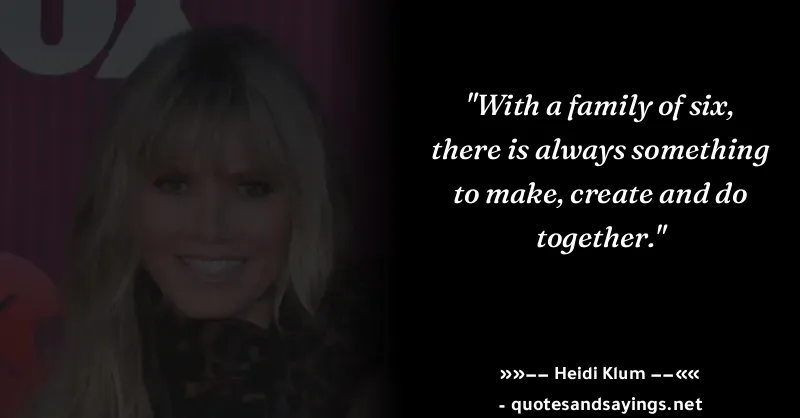 "With a family of six,
there is always something
to make, create and do
together."
»»−− Heidi Klum −−««
- quotesandsayings.net